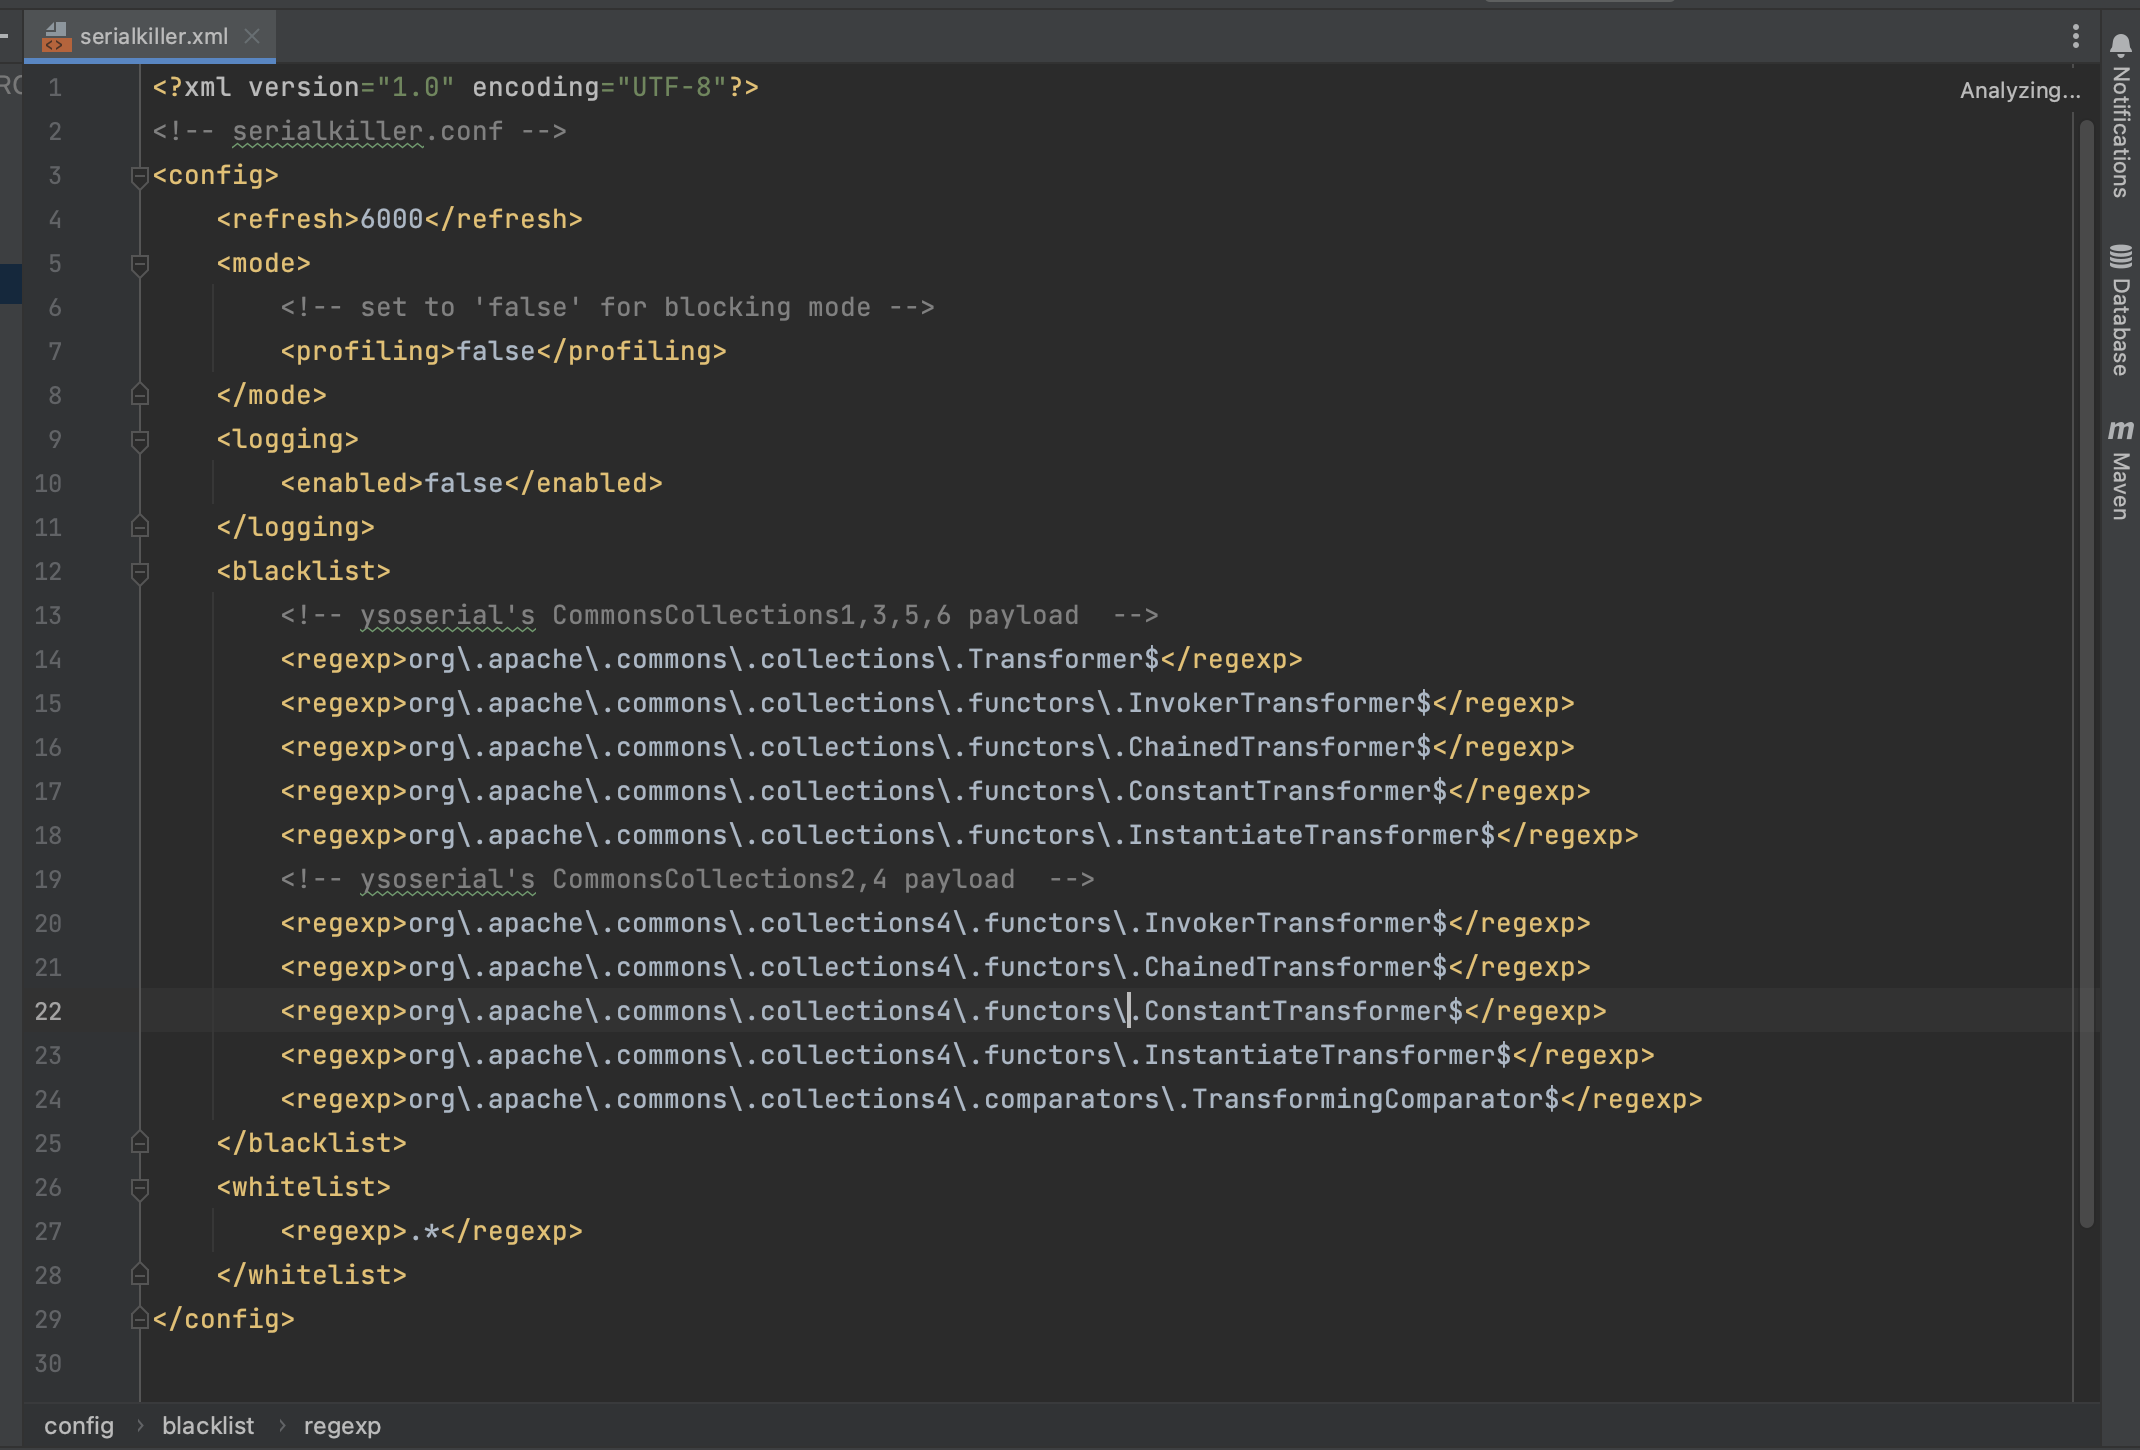 serialkiller.xml
1 <?xml version="1.0" encoding="UTF-8"?>
Analyzing...
2 <!-- serialkiller.conf -->
3 <config>
4     <refresh>6000</refresh>
5     <mode>
6         <!-- set to 'false' for blocking mode -->
7         <profiling>false</profiling>
8     </mode>
9     <logging>
10         <enabled>false</enabled>
11     </logging>
12     <blacklist>
13         <!-- ysoserial's CommonsCollections1,3,5,6 payload  -->
14         <regexp>org\.apache\.commons\.collections\.Transformer$</regexp>
15         <regexp>org\.apache\.commons\.collections\.functors\.InvokerTransformer$</regexp>
16         <regexp>org\.apache\.commons\.collections\.functors\.ChainedTransformer$</regexp>
17         <regexp>org\.apache\.commons\.collections\.functors\.ConstantTransformer$</regexp>
18         <regexp>org\.apache\.commons\.collections\.functors\.InstantiateTransformer$</regexp>
19         <!-- ysoserial's CommonsCollections2,4 payload  -->
20         <regexp>org\.apache\.commons\.collections4\.functors\.InvokerTransformer$</regexp>
21         <regexp>org\.apache\.commons\.collections4\.functors\.ChainedTransformer$</regexp>
22         <regexp>org\.apache\.commons\.collections4\.functors\.ConstantTransformer$</regexp>
23         <regexp>org\.apache\.commons\.collections4\.functors\.InstantiateTransformer$</regexp>
24         <regexp>org\.apache\.commons\.collections4\.comparators\.TransformingComparator$</regexp>
25     </blacklist>
26     <whitelist>
27         <regexp>.*</regexp>
28     </whitelist>
29 </config>
30
config › blacklist › regexp
Notifications
Database
m Maven